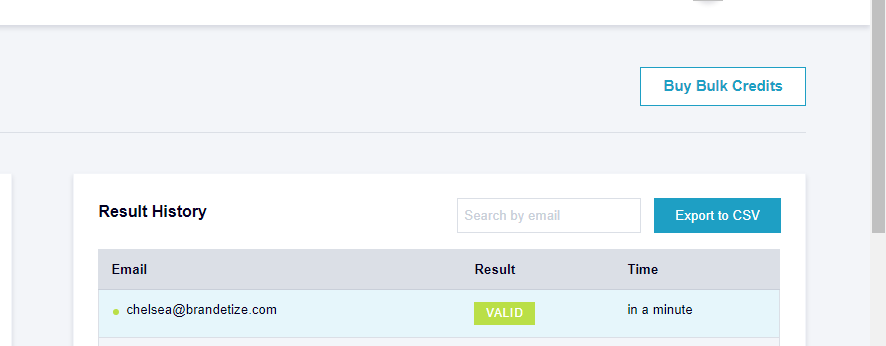 Buy Bulk Credits
Result History
Search by email
Export to CSV
Email Result Time
chelsea@brandetize.com VALID in a minute